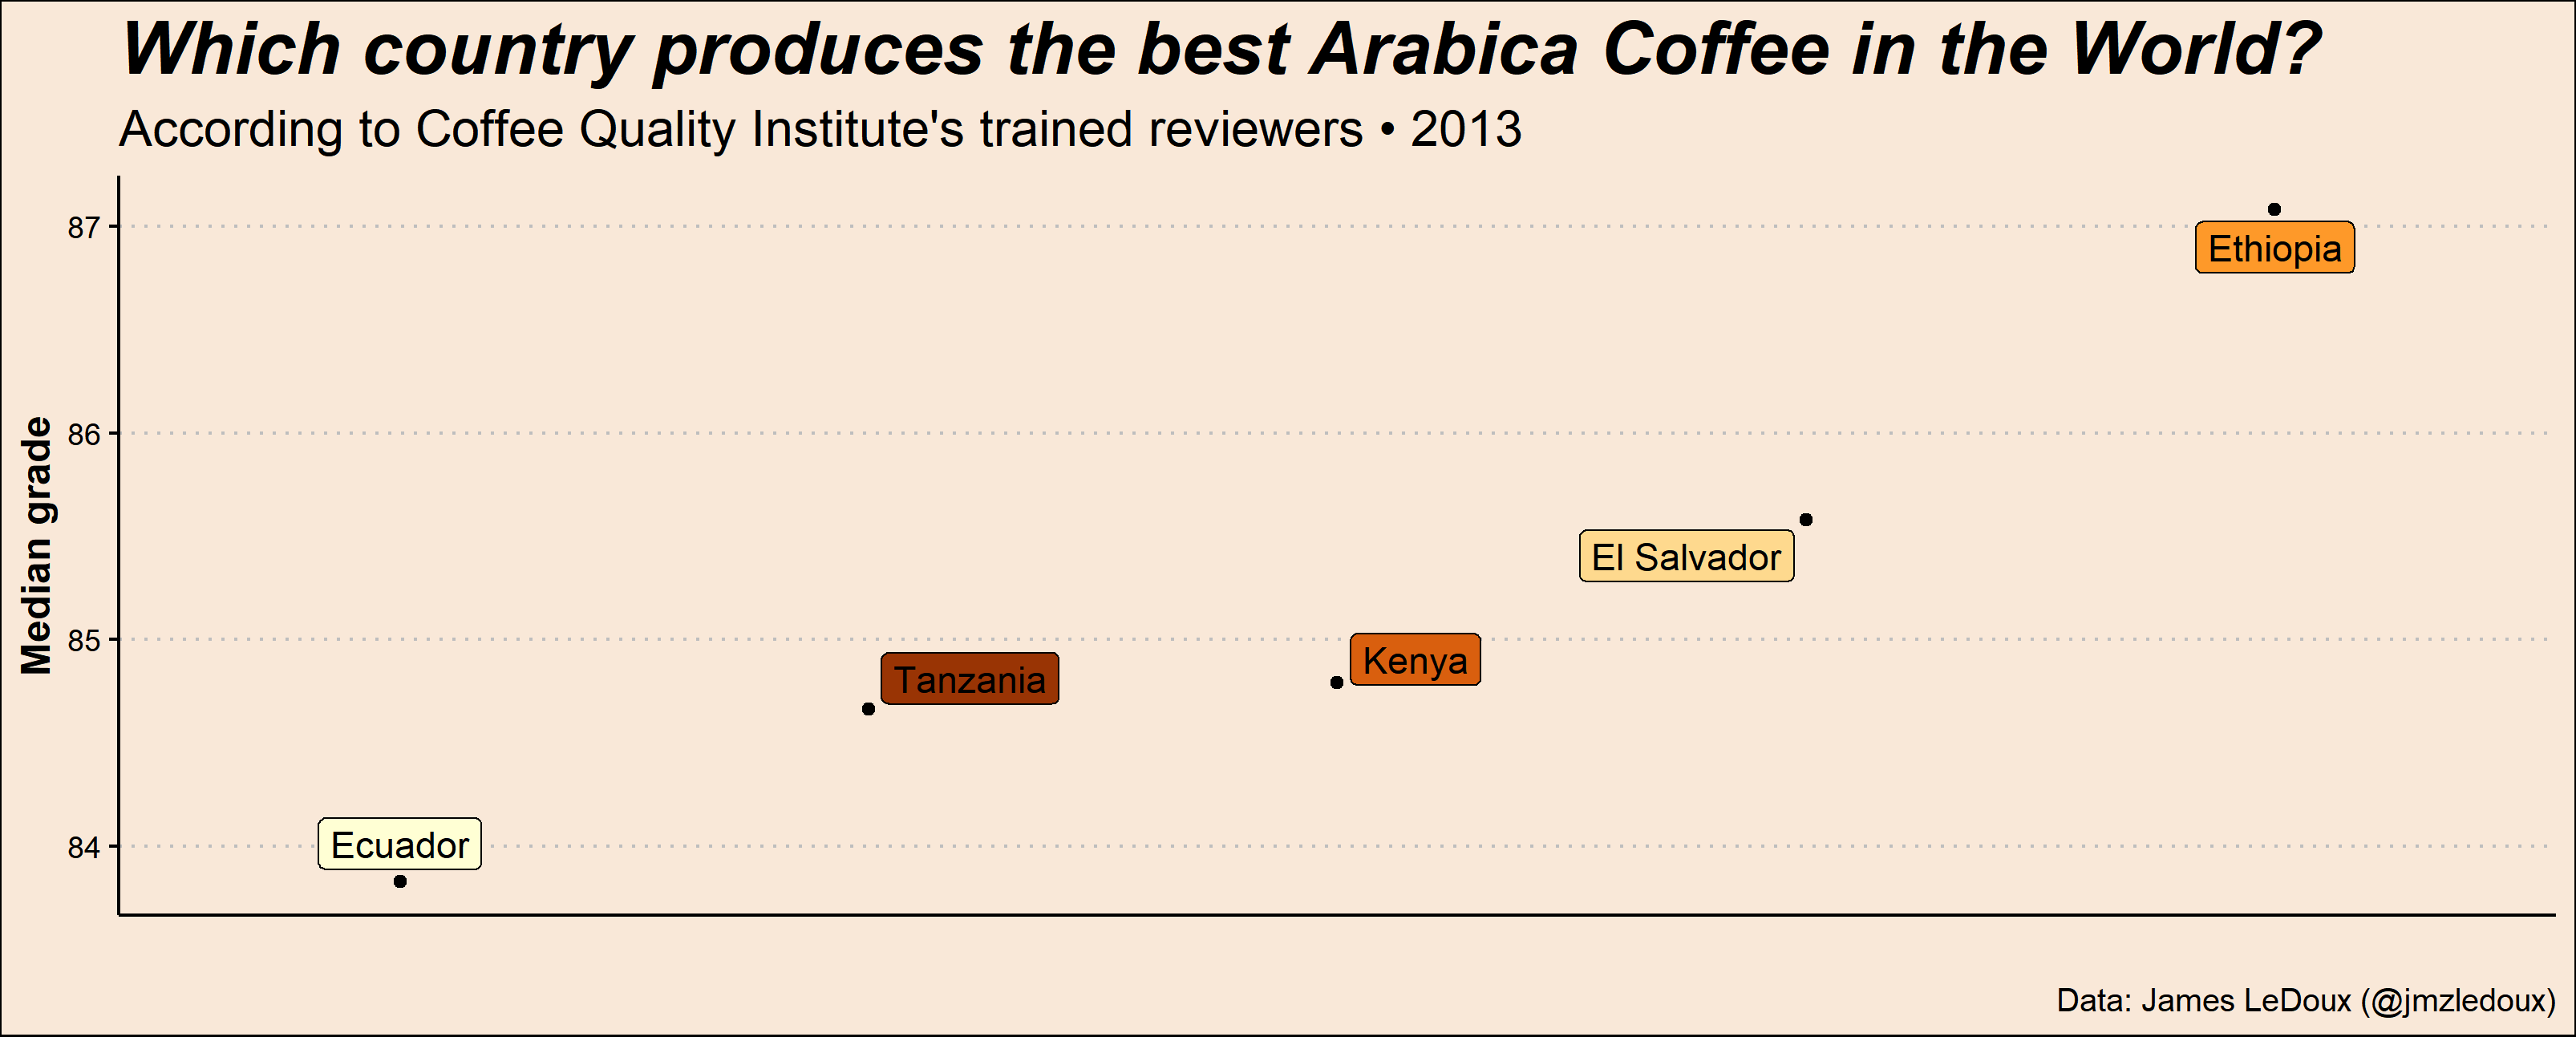 Which country produces the best Arabica Coffee in the World?
According to Coffee Quality Institute's trained reviewers • 2013
Median grade
87
86
85
84
Ethiopia
El Salvador
Kenya
Tanzania
Ecuador
Data: James LeDoux (@jmzledoux)